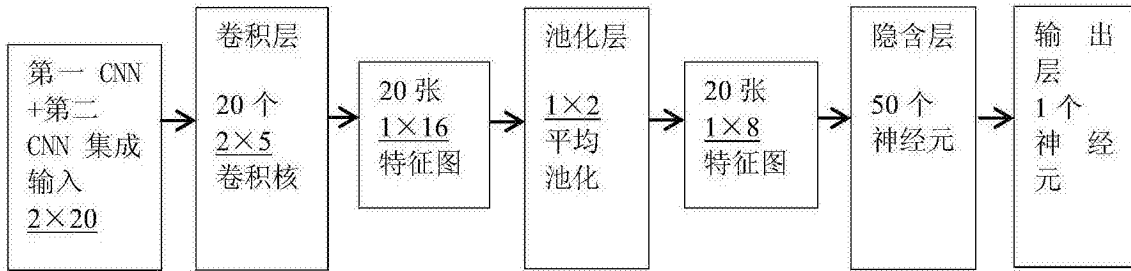 第一 CNN
+第二
CNN 集成
输入
2×20
卷积层
20 个
2×5
卷积核
20 张
1×16
特征图
池化层
1×2
平均
池化
20 张
1×8
特征图
隐含层
50 个
神经元
输 出
层
1 个
神 经
元